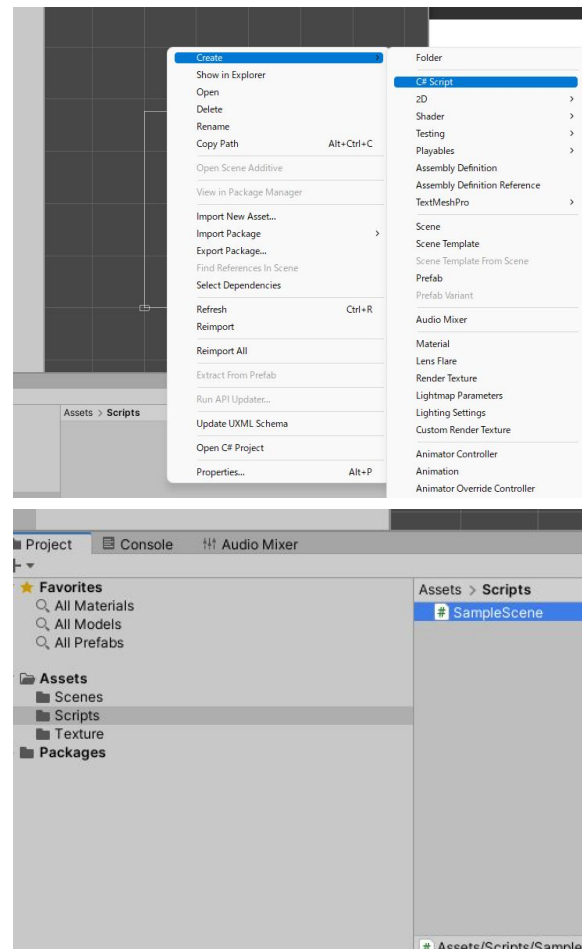 Create
Show in Explorer
Open
Delete
Rename
Copy Path Alt+Ctrl+C
Open Scene Additive
View in Package Manager
Import New Asset...
Import Package
Export Package...
Find References In Scene
Select Dependencies
Refresh Ctrl+R
Reimport
Reimport All
Extract From Prefab
Run API Updater...
Update UXML Schema
Open C# Project
Properties... Alt+P
Folder
C# Script
2D
Shader
Testing
Playables
Assembly Definition
Assembly Definition Reference
TextMeshPro
Scene
Scene Template
Scene Template From Scene
Prefab
Prefab Variant
Audio Mixer
Material
Lens Flare
Render Texture
Lightmap Parameters
Lighting Settings
Custom Render Texture
Animator Controller
Animation
Animator Override Controller
Assets > Scripts
Project Console Audio Mixer
Favorites
All Materials
All Models
All Prefabs
Assets
Scenes
Scripts
Texture
Packages
Assets > Scripts
SampleScene
Assets/Scripts/Sample